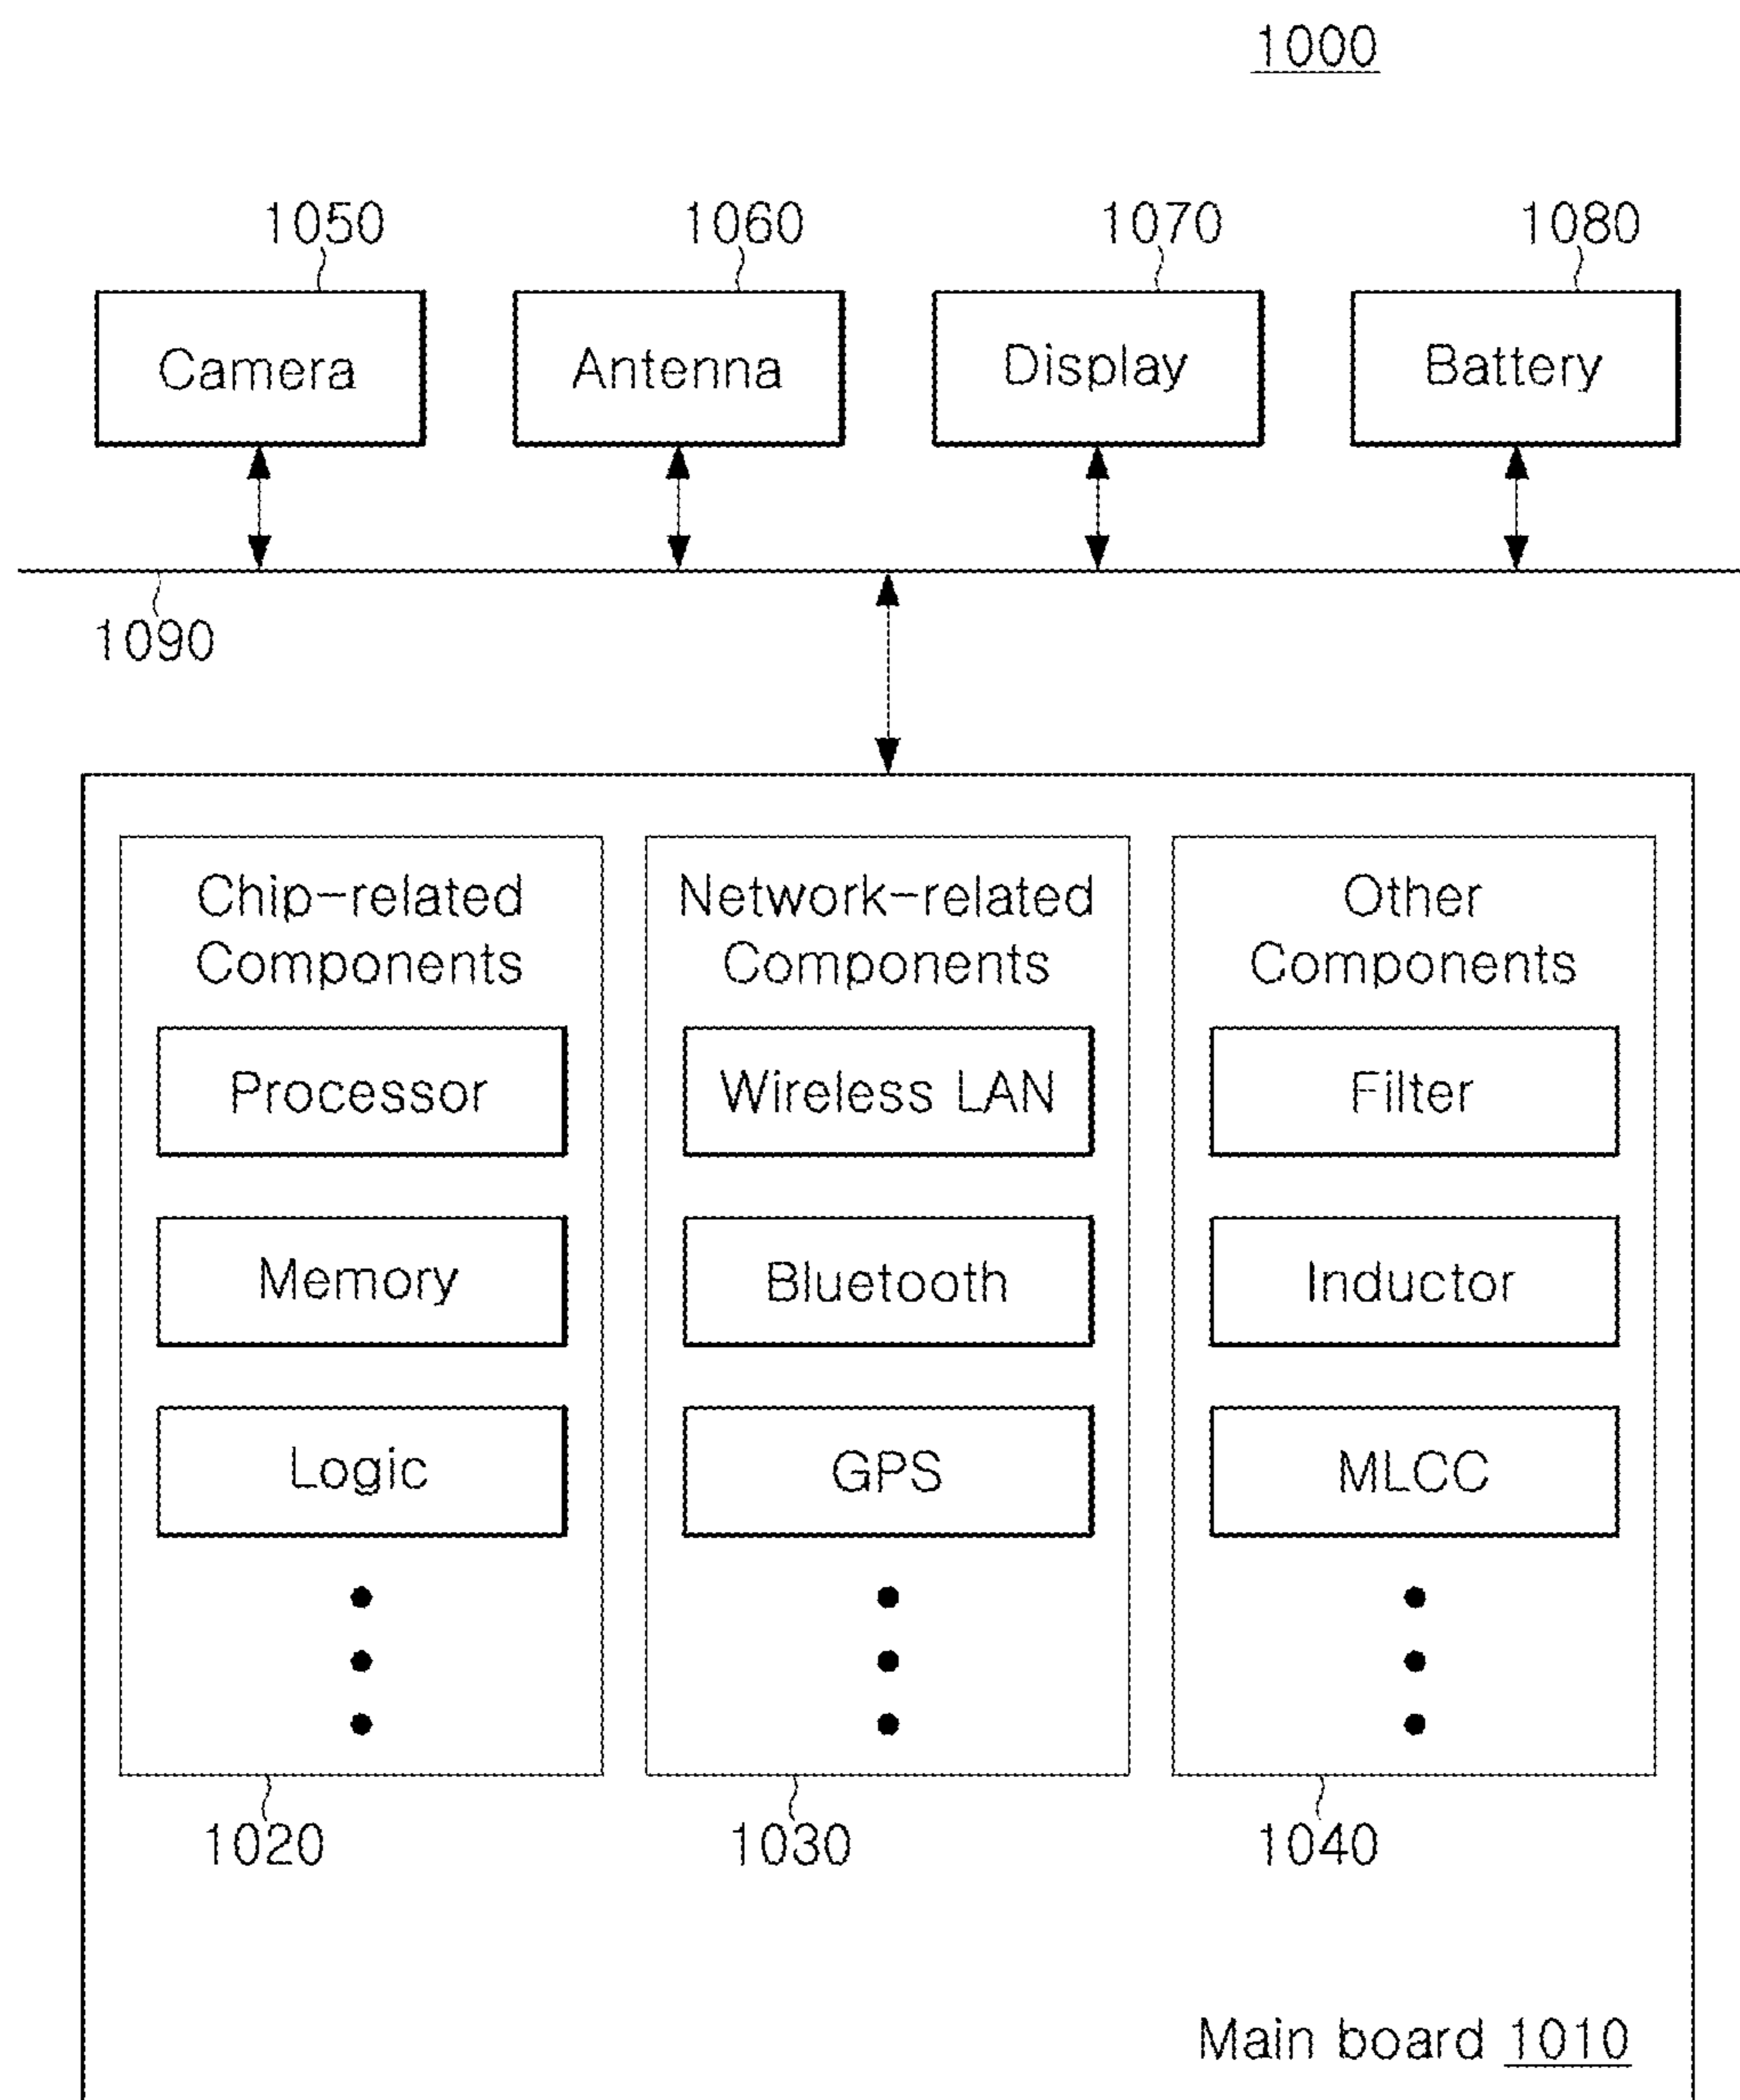 1000
1050
1060
1070
1080
Camera
Antenna
Display
Battery
1090
Chip-related
Components
Processor
Memory
Logic
1020
Network-related
Components
Wireless LAN
Bluetooth
GPS
1030
Other
Components
Filter
Inductor
MLCC
1040
Main board 1010